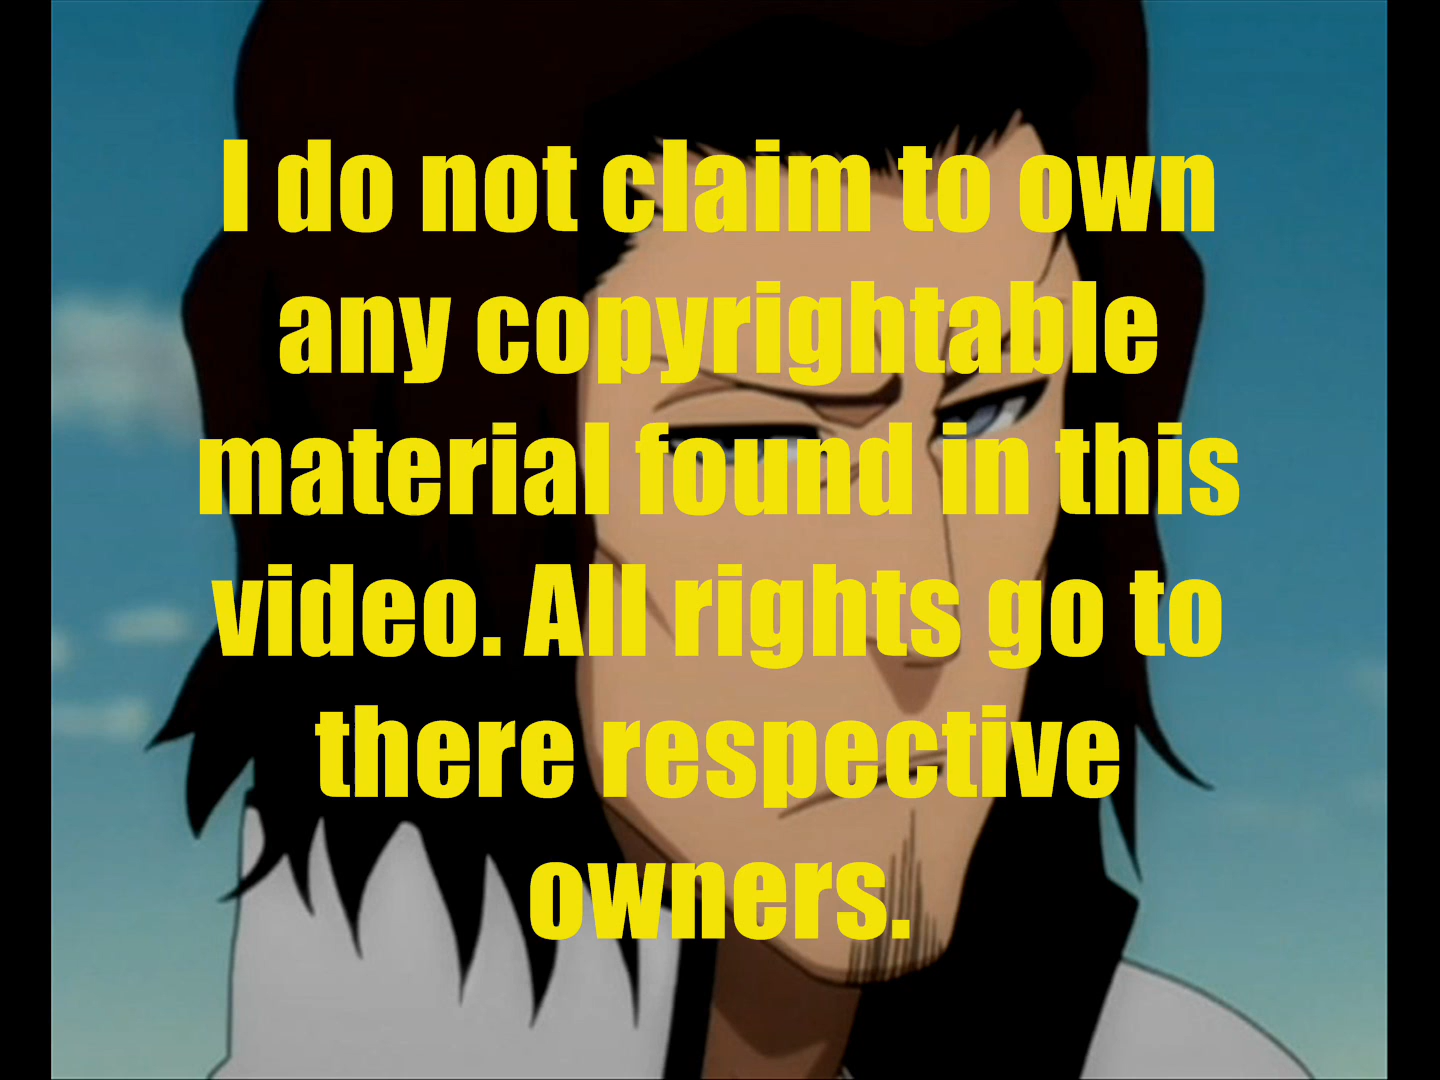 I do not claim to own
any copyrightable
material found in this
video. All rights go to
there respective
owners.